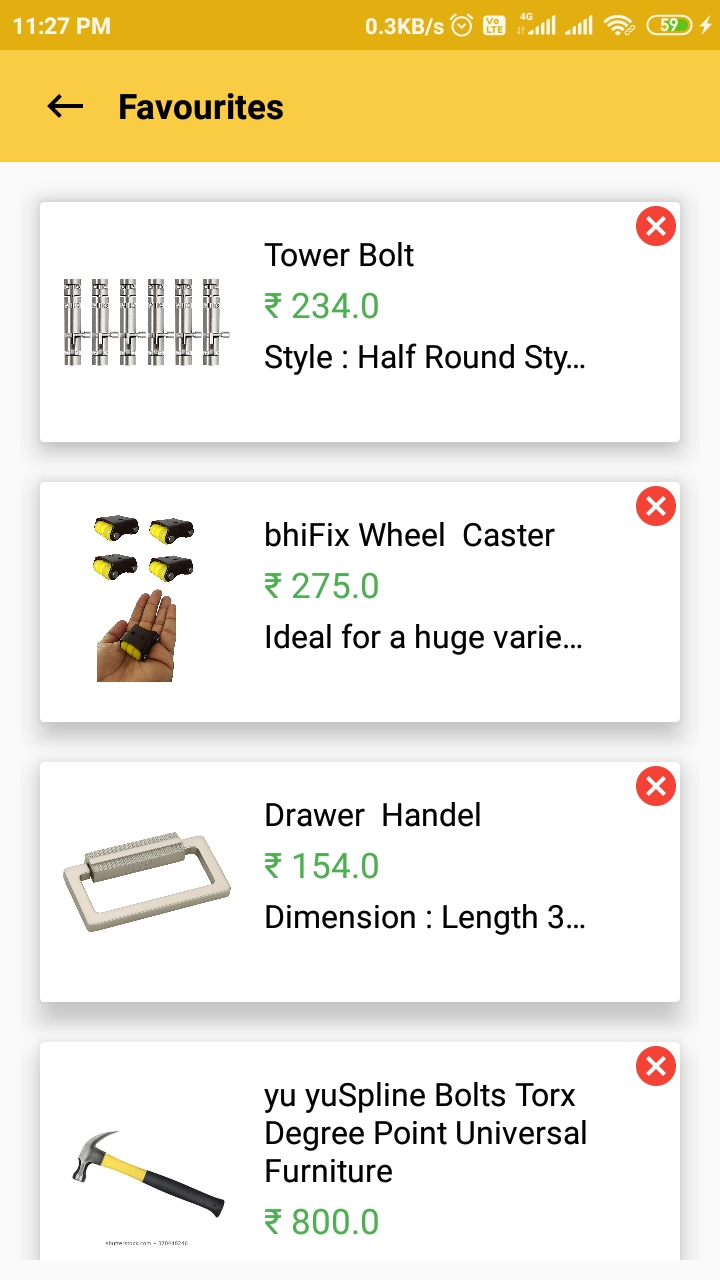 11:27 PM 0.3KB/s Vo LTE 4G 59
Favourites
Tower Bolt
₹ 234.0
Style : Half Round Sty...
bhiFix Wheel  Caster
₹ 275.0
Ideal for a huge varie...
Drawer  Handel
₹ 154.0
Dimension : Length 3...
yu yuSpline Bolts Torx
Degree Point Universal
Furniture
₹ 800.0
shutterstock.com • 370448246